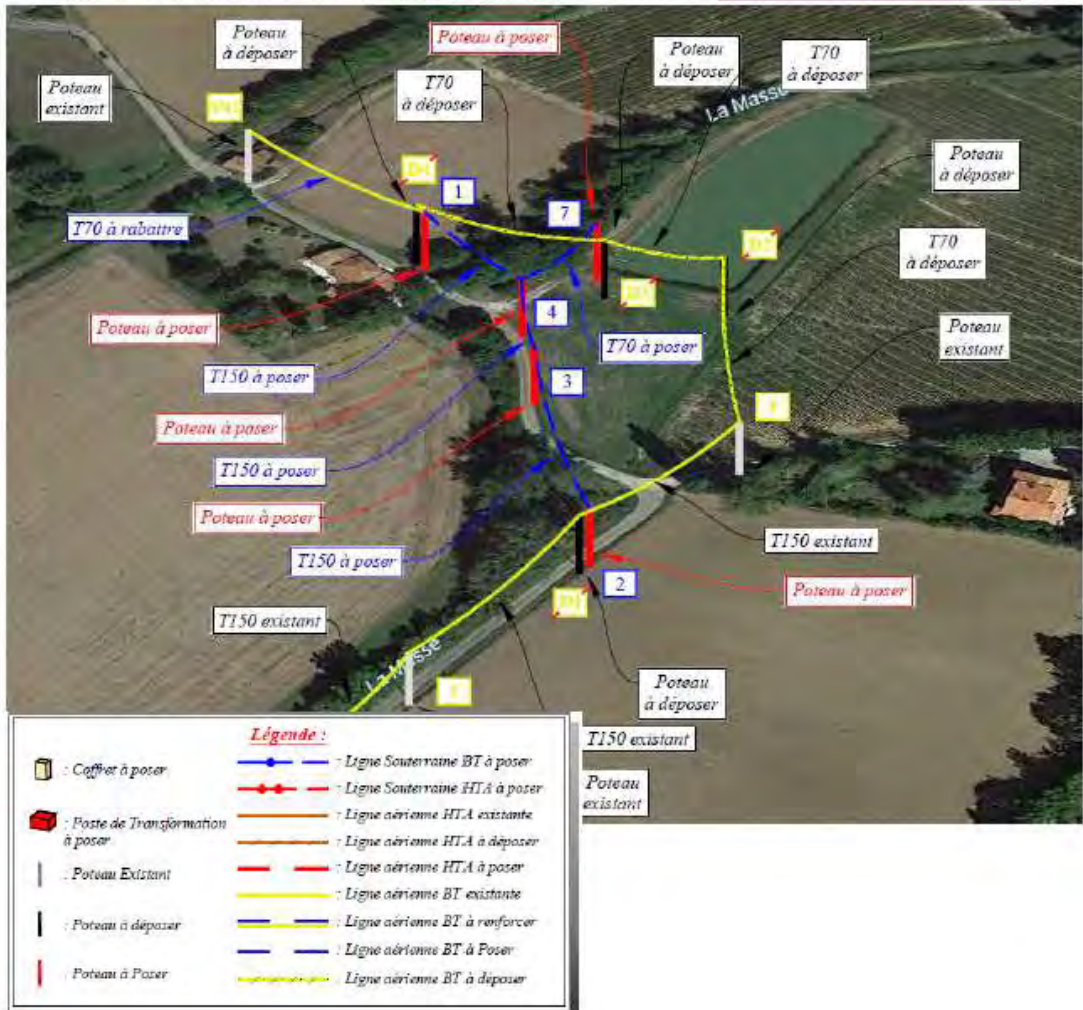 Poteau
à déposer
Poteau à poser
Poteau
à déposer
T70
à déposer
Poteau
existant
T70
à déposer
La Masse
Poteau
à déposer
1
7
T70 à rabattre
T70
à déposer
Poteau à poser
4
T70 à poser
Poteau
existant
T150 à poser
3
Poteau à poser
T150 à poser
Poteau à poser
T150 existant
T150 à poser
2
Poteau à poser
T150 existant
La Masse
Poteau
à déposer
T150 existant
Poteau
existant
Légende :
: Coffret à poser
: Poste de Transformation
à poser
: Poteau Existant
: Poteau à déposer
: Poteau à Poser
: Ligne Souterraine BT à poser
: Ligne Souterraine HTA à poser
: Ligne aérienne HTA existante
: Ligne aérienne HTA à déposer
: Ligne aérienne HTA à poser
: Ligne aérienne BT existante
: Ligne aérienne BT à renforcer
: Ligne aérienne BT à Poser
: Ligne aérienne BT à déposer